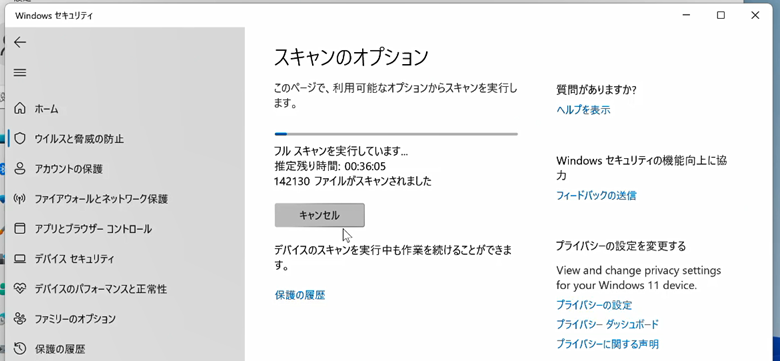 Windows セキュリティ
ホーム
ウイルスと脅威の防止
アカウントの保護
ファイアウォールとネットワーク保護
アプリとブラウザー コントロール
デバイス セキュリティ
デバイスのパフォーマンスと正常性
ファミリーのオプション
保護の履歴
スキャンのオプション
このページで、利用可能なオプションからスキャンを実行し
ます。
フル スキャンを実行しています...
推定残り時間: 00:36:05
142130 ファイルがスキャンされました
キャンセル
デバイスのスキャンを実行中も作業を続けることができま
す。
保護の履歴
質問がありますか?
ヘルプを表示
Windows セキュリティの機能向上に協
力
フィードバックの送信
プライバシーの設定を変更する
View and change privacy settings
for your Windows 11 device.
プライバシーの設定
プライバシー ダッシュボード
プライバシーに関する声明